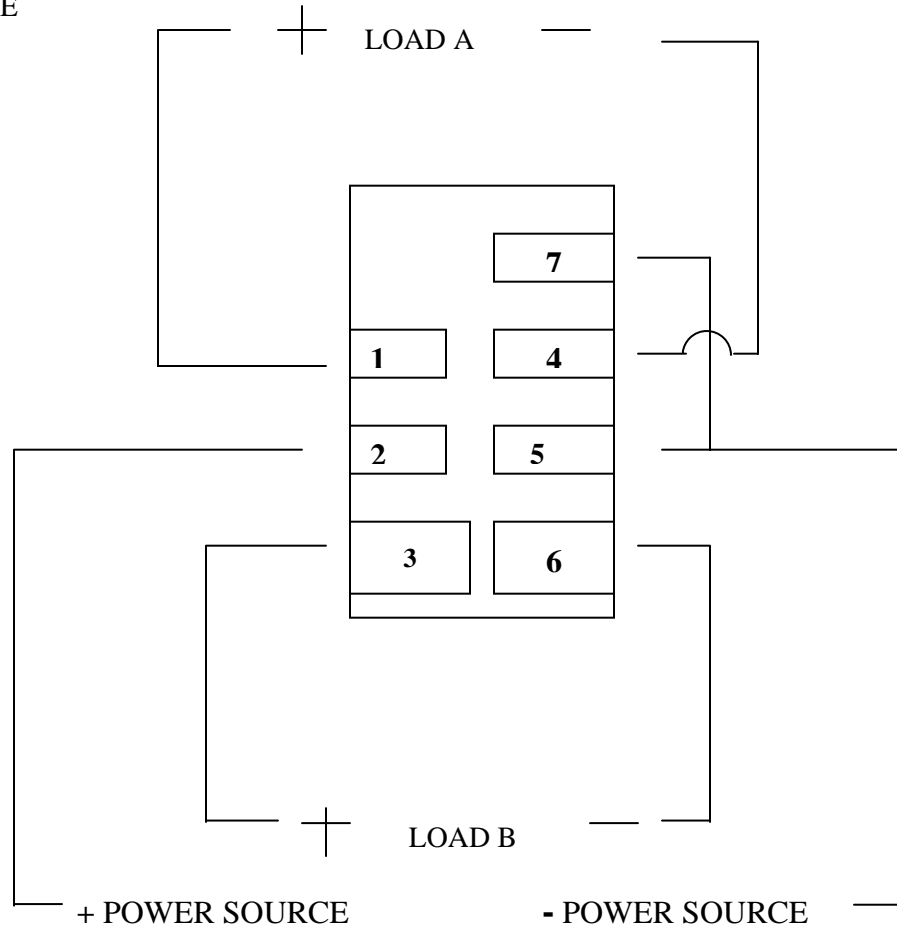 E
+ LOAD A —
7
1 4
2 5
3 6
+ LOAD B —
+ POWER SOURCE - POWER SOURCE